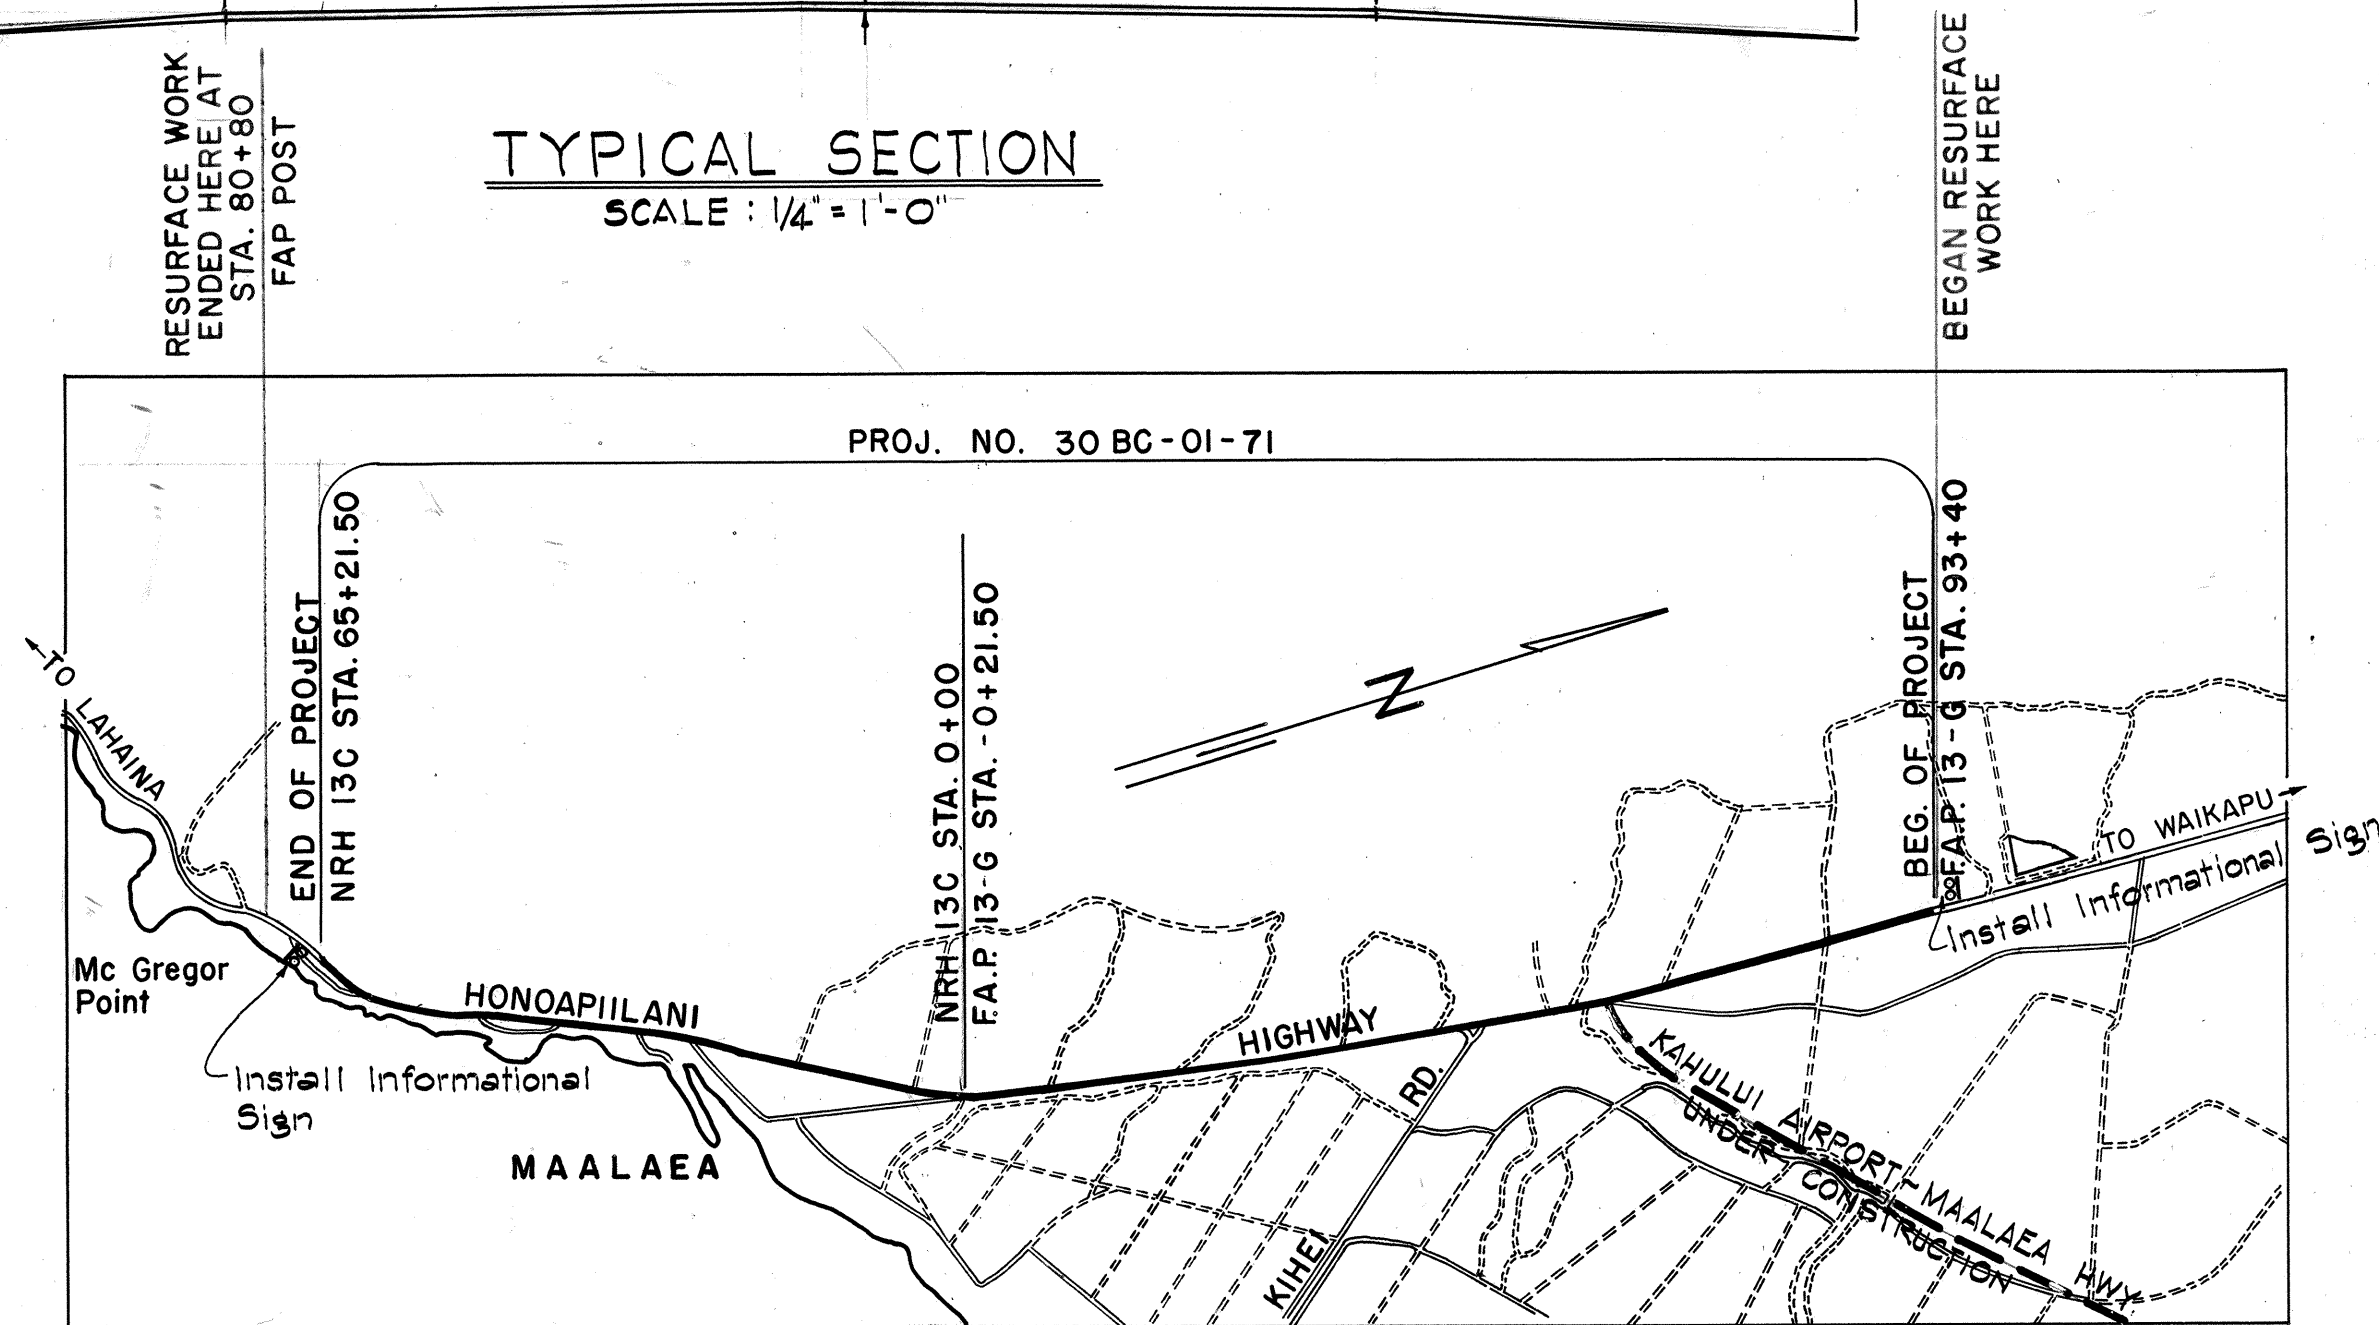 RESURFACE WORK
ENDED HERE AT
STA. 80+80
FAP POST
TYPICAL SECTION
SCALE : 1/4" = 1'-0"
BEGAN RESURFACE
WORK HERE
PROJ. NO. 30 BC-01-71
END OF PROJECT
NRH 13C STA. 65+21.50
NRH 13C STA. 0+00
F.A.P. 13-G STA. -0+21.50
BEG. OF PROJECT
F.A.P. 13-G STA. 93+40
N
TO LAHAINA
TO WAIKAPU
Install Informational Sign
Mc Gregor
Point
HONOAPIILANI HIGHWAY
Install Informational
Sign
MAALAEA
KIHEI RD.
KAHULUI AIRPORT~MAALAEA HWY
UNDER CONSTRUCTION